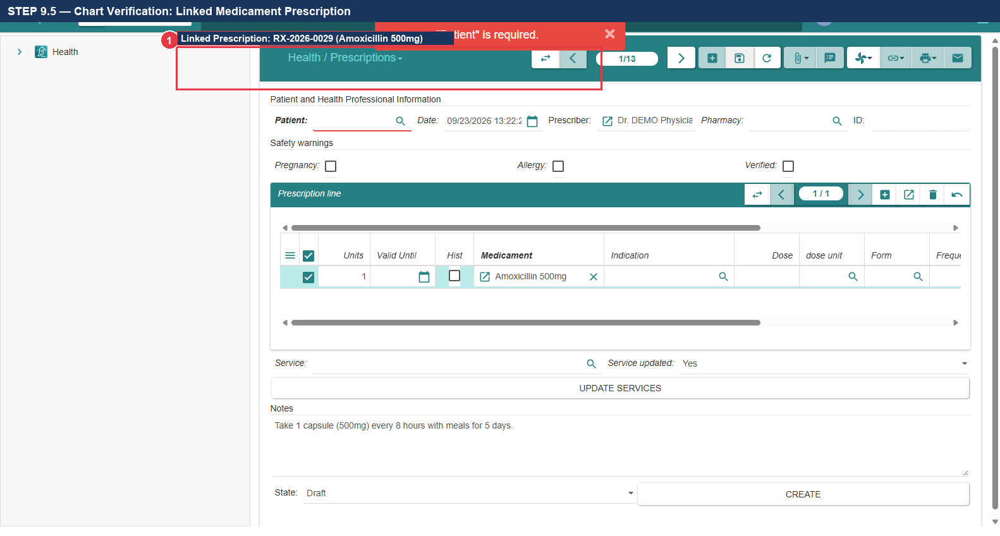 STEP 9.5 — Chart Verification: Linked Medicament Prescription
1
Linked Prescription: RX-2026-0029 (Amoxicillin 500mg)
is required.
Health
Health / Prescriptions
1/13
Patient and Health Professional Information
Patient:
Date:
09/23/2026 13:22:2
Prescriber:
Dr. DEMO Physicia
Pharmacy:
ID:
Safety warnings
Pregnancy:
Allergy:
Verified:
Prescription line
1 / 1
Units
Valid Until
Hist
Medicament
Indication
Dose
dose unit
Form
Freque
1
Amoxicillin 500mg
Service:
Service updated:
Yes
UPDATE SERVICES
Notes
Take 1 capsule (500mg) every 8 hours with meals for 5 days.
State:
Draft
CREATE